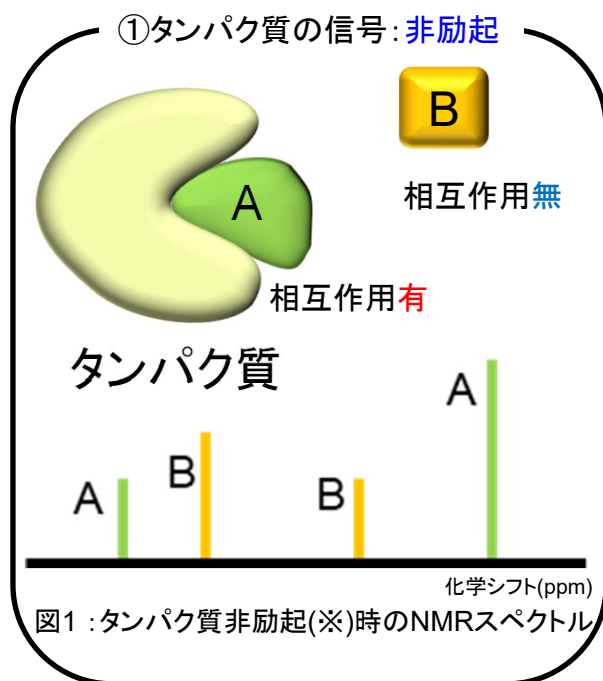 ①タンパク質の信号:非励起
B
A
相互作用無
相互作用有
タンパク質
A
B
B
A
化学シフト(ppm)
図1 :タンパク質非励起(※)時のNMRスペクトル